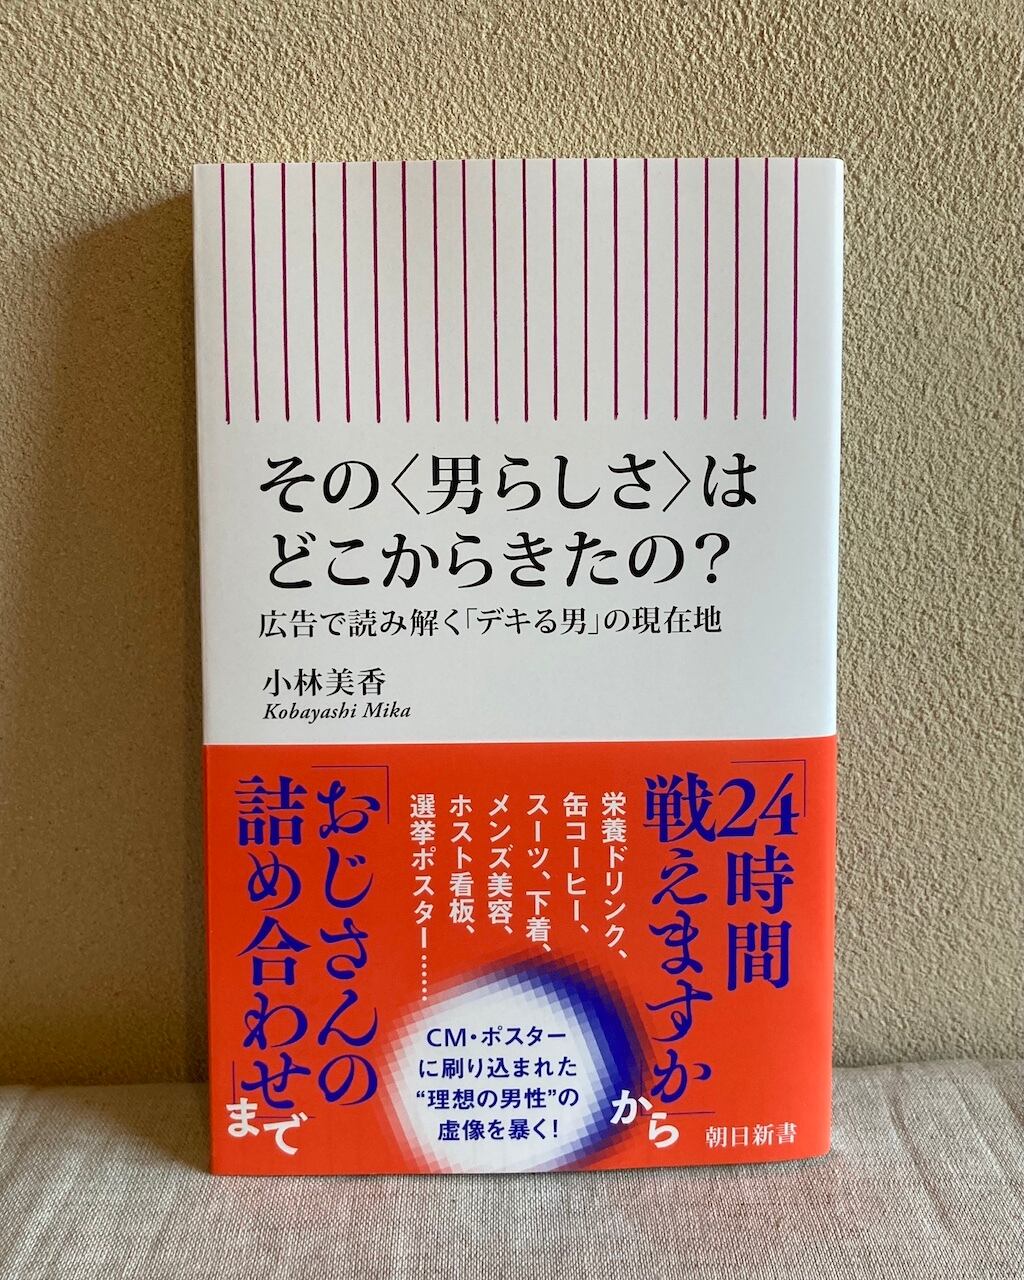 その〈男らしさ〉は
どこからきたの？
広告で読み解く「デキる男」の現在地
小林美香
Kobayashi Mika
「24時間
戦えますか」
から
栄養ドリンク、
缶コーヒー、
スーツ、下着、
メンズ美容、
ホスト看板、
選挙ポスター……
「おじさんの
詰め合わせ」
まで
CM・ポスター
に刷り込まれた
“理想の男性”の
虚像を暴く！
朝日新書